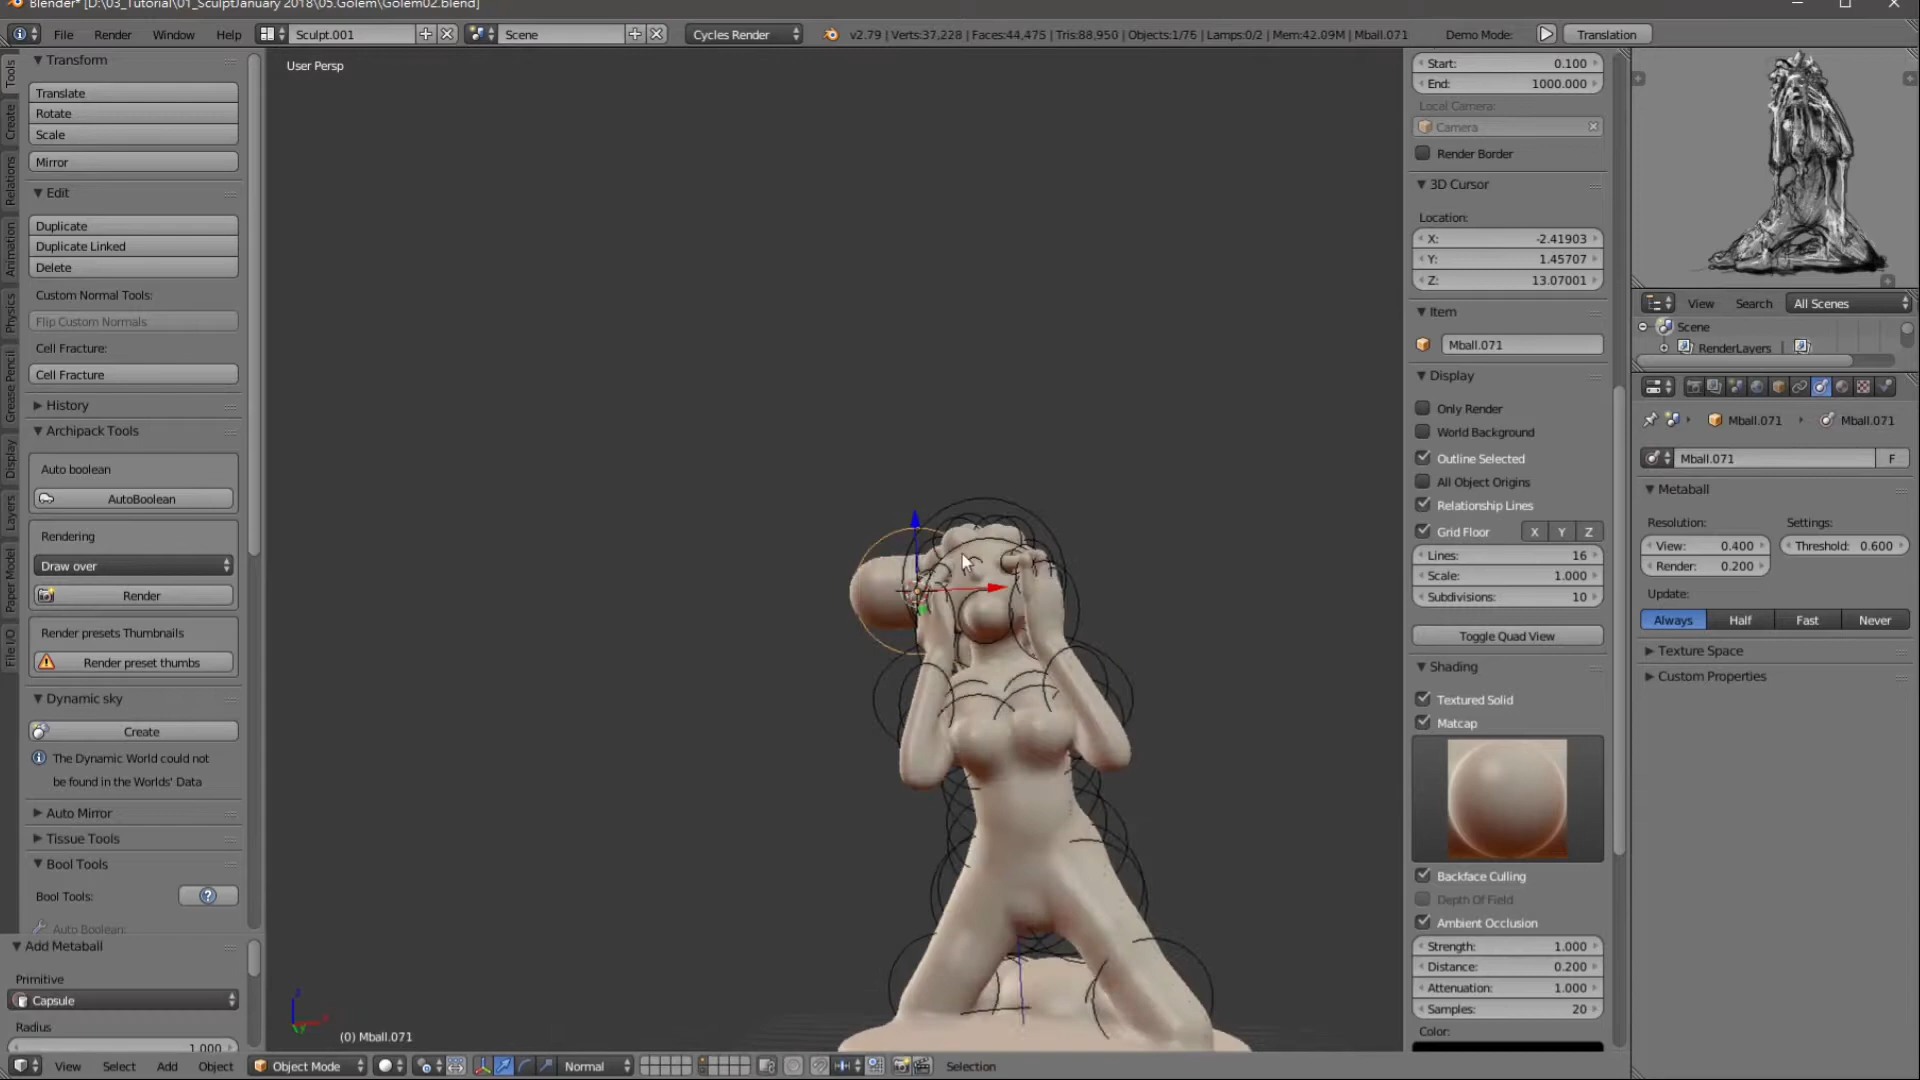 Blender* [D:\03_Tutorial\01_SculptJanuary 2018\05.Golem\Golem02.blend]
File Render Window Help Sculpt.001 Scene Cycles Render v2.79 | Verts:37,228 | Faces:44,475 | Tris:88,950 | Objects:1/76 | Lamps:0/2 | Mem:42.09M | Mball.071 Demo Mode: Translation
Tools
Create
Relations
Animation
Physics
Grease Pencil
Display
Layers
Paper Model
File I/O
Transform
Translate
Rotate
Scale
Mirror
Edit
Duplicate
Duplicate Linked
Delete
Custom Normal Tools:
Flip Custom Normals
Cell Fracture:
Cell Fracture
History
Archipack Tools
Auto boolean
AutoBoolean
Rendering
Draw over
Render
Render presets Thumbnails
Render preset thumbs
Dynamic sky
Create
The Dynamic World could not
be found in the Worlds' Data
Auto Mirror
Tissue Tools
Bool Tools
Bool Tools:
Auto Boolean:
Add Metaball
Primitive
Capsule
Radius
1.000
User Persp
(0) Mball.071
View Select Add Object Object Mode Normal Selection
Start: 0.100
End: 1000.000
Local Camera:
Camera
Render Border
3D Cursor
Location:
X: -2.41903
Y: 1.45707
Z: 13.07001
Item
Mball.071
Display
Only Render
World Background
Outline Selected
All Object Origins
Relationship Lines
Grid Floor X Y Z
Lines: 16
Scale: 1.000
Subdivisions: 10
Toggle Quad View
Shading
Textured Solid
Matcap
Backface Culling
Depth Of Field
Ambient Occlusion
Strength: 1.000
Distance: 0.200
Attenuation: 1.000
Samples: 20
Color:
View Search All Scenes
Scene
RenderLayers
Mball.071 Mball.071
Mball.071 F
Metaball
Resolution: Settings:
View: 0.400 Threshold: 0.600
Render: 0.200
Update:
Always Half Fast Never
Texture Space
Custom Properties